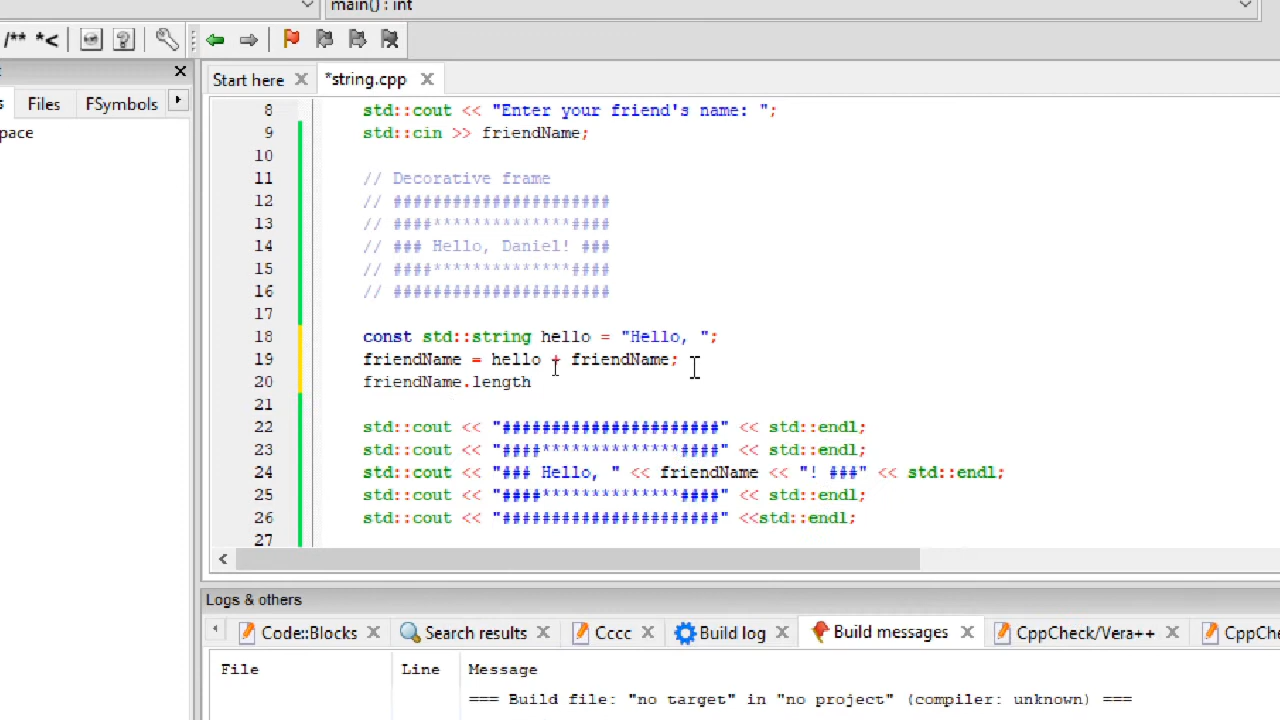 main() : int
/** *<
Start here
*string.cpp
Files
FSymbols
pace
8 std::cout << "Enter your friend's name: ";
9 std::cin >> friendName;
10
11 // Decorative frame
12 // ######################
13 // ####**************####
14 // ### Hello, Daniel! ###
15 // ####**************####
16 // ######################
17
18 const std::string hello = "Hello, ";
19 friendName = hello + friendName;
20 friendName.length
21
22 std::cout << "######################" << std::endl;
23 std::cout << "####**************####" << std::endl;
24 std::cout << "### Hello, " << friendName << "! ###" << std::endl;
25 std::cout << "####**************####" << std::endl;
26 std::cout << "######################" <<std::endl;
27
Logs & others
Code::Blocks
Search results
Cccc
Build log
Build messages
CppCheck/Vera++
CppChe
File Line Message
=== Build file: "no target" in "no project" (compiler: unknown) ===